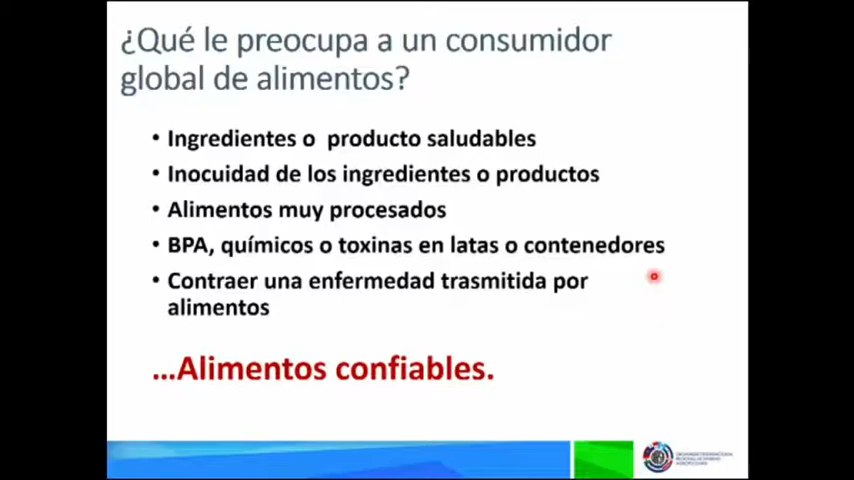 ¿Qué le preocupa a un consumidor
global de alimentos?
• Ingredientes o producto saludables
• Inocuidad de los ingredientes o productos
• Alimentos muy procesados
• BPA, químicos o toxinas en latas o contenedores
• Contraer una enfermedad trasmitida por
alimentos
...Alimentos confiables.